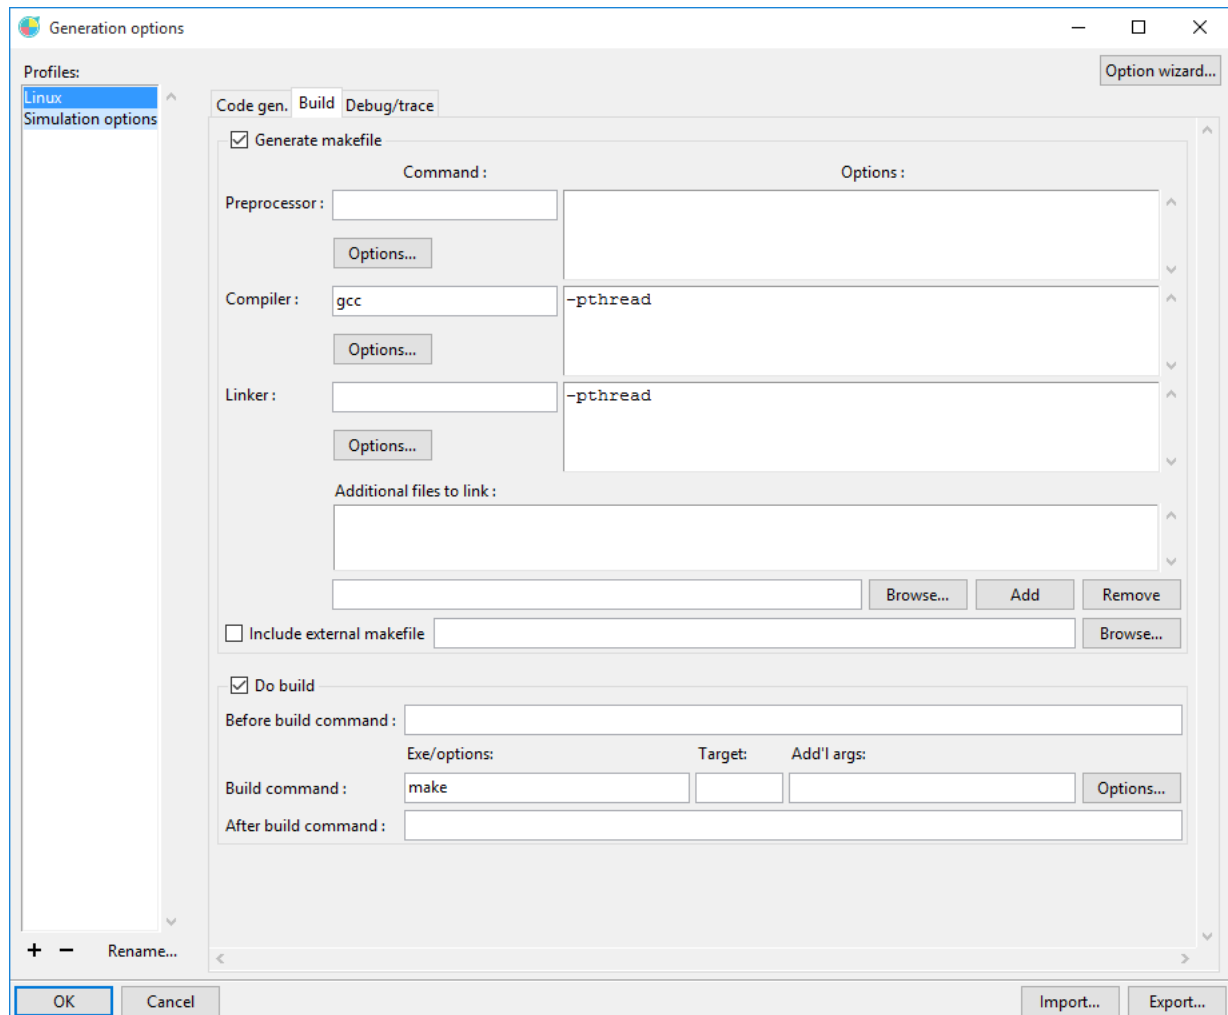 Generation options
Profiles:
Option wizard...
Linux
Simulation options
Code gen. Build Debug/trace
Generate makefile
Command : Options :
Preprocessor :
Options...
Compiler : gcc -pthread
Options...
Linker : -pthread
Options...
Additional files to link :
Browse... Add Remove
Include external makefile Browse...
Do build
Before build command :
Exe/options: Target: Add'l args:
Build command : make Options...
After build command :
+ − Rename...
OK Cancel Import... Export...